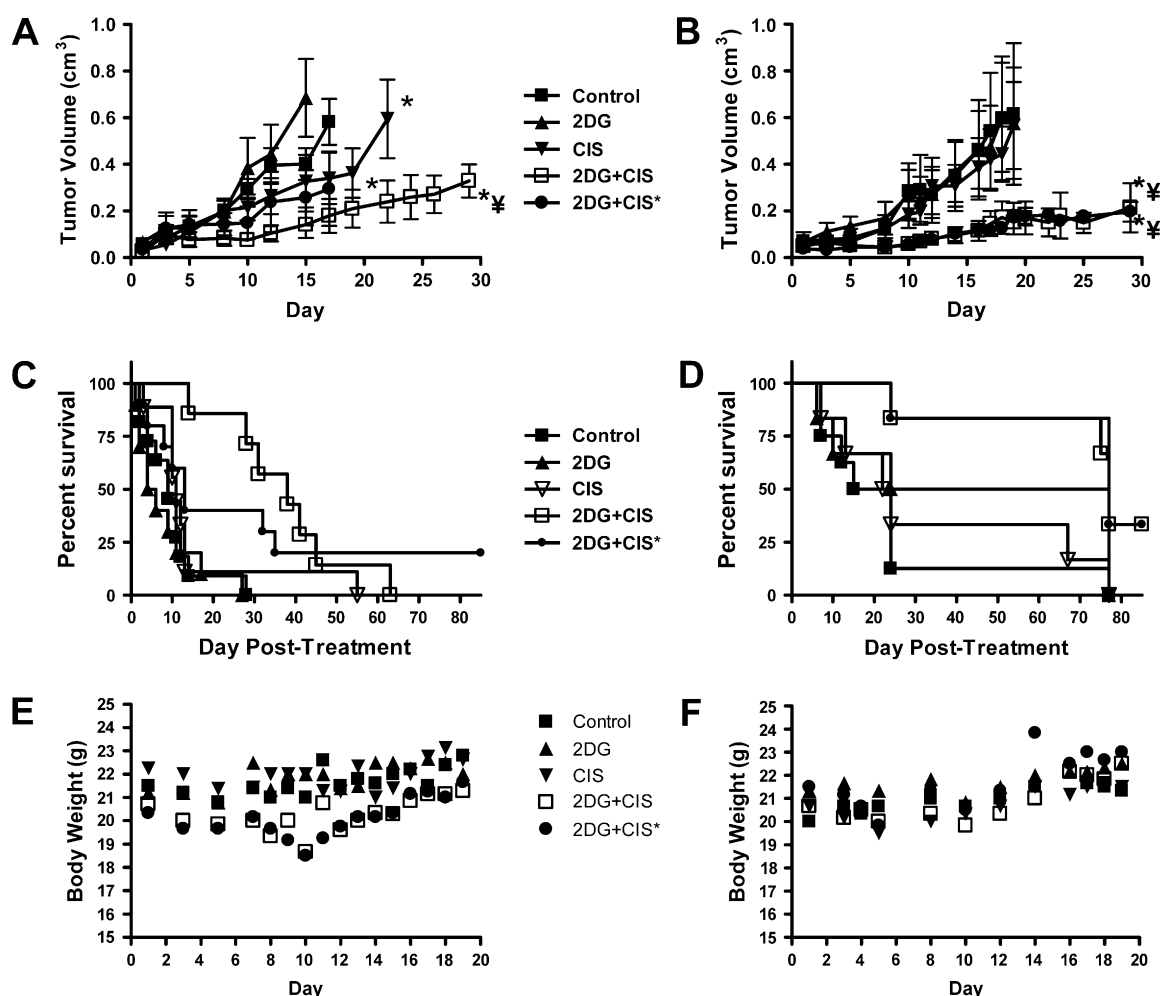 A
Tumor Volume (cm3)
1.0
0.8
0.6
0.4
0.2
0.0
*
*
*¥
0 5 10 15 20 25 30
Day
Control
2DG
CIS
2DG+CIS
2DG+CIS*
B
Tumor Volume (cm3)
1.0
0.8
0.6
0.4
0.2
0.0
*¥
*¥
0 5 10 15 20 25 30
Day
C
Percent survival
100
75
50
25
0
0 10 20 30 40 50 60 70 80
Day Post-Treatment
Control
2DG
CIS
2DG+CIS
2DG+CIS*
D
Percent survival
100
75
50
25
0
0 10 20 30 40 50 60 70 80
Day Post-Treatment
E
Body Weight (g)
25
24
23
22
21
20
19
18
17
16
15
0 2 4 6 8 10 12 14 16 18 20
Day
Control
2DG
CIS
2DG+CIS
2DG+CIS*
F
Body Weight (g)
25
24
23
22
21
20
19
18
17
16
15
0 2 4 6 8 10 12 14 16 18 20
Day